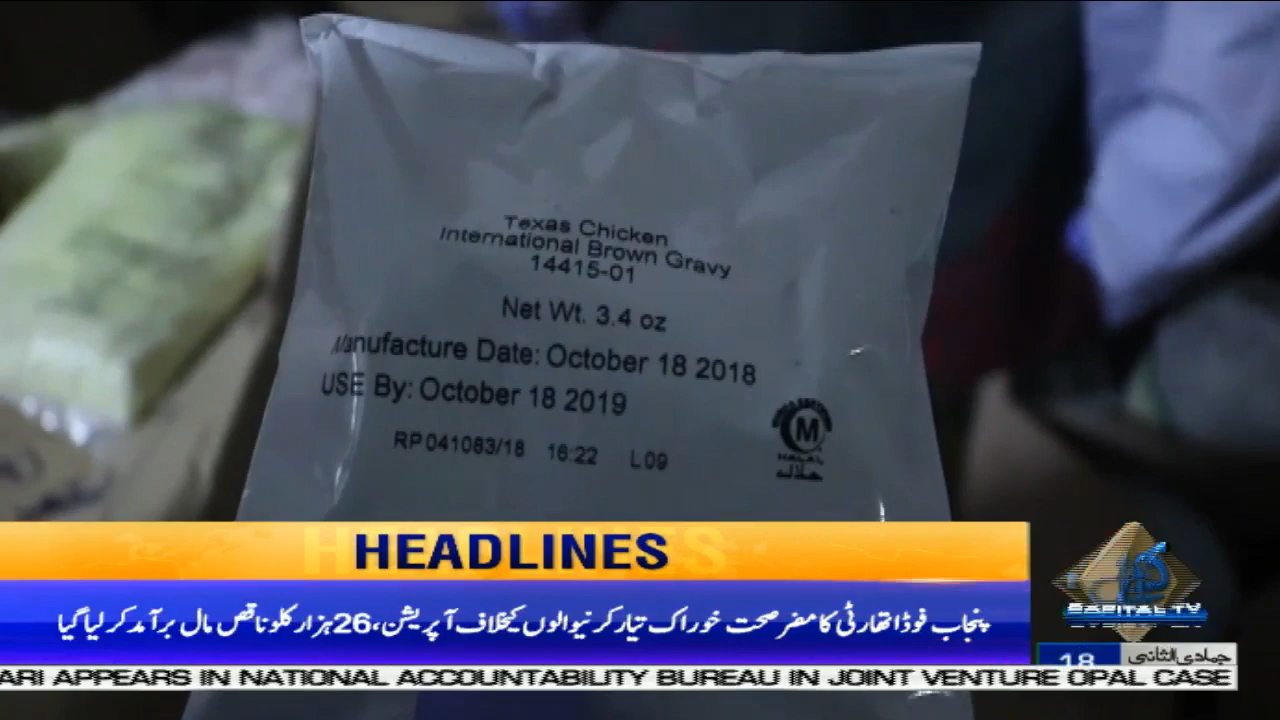 Texas Chicken
International Brown Gravy
14415-01
Net Wt. 3.4 oz
Manufacture Date: October 18 2018
USE By: October 18 2019
RP 041083/18 16:22 L09
M
HALAL
حلال
HEADLINES
پنجاب فوڈ اتھارٹی کا مضر صحت خوراک تیار کرنیوالوں کیخلاف آپریشن، 26 ہزار کلو ناقص مال برآمد کر لیا گیا
CAPITAL TV
18 جمادی الثانی
ARI APPEARS IN NATIONAL ACCOUNTABILITY BUREAU IN JOINT VENTURE OPAL CASE